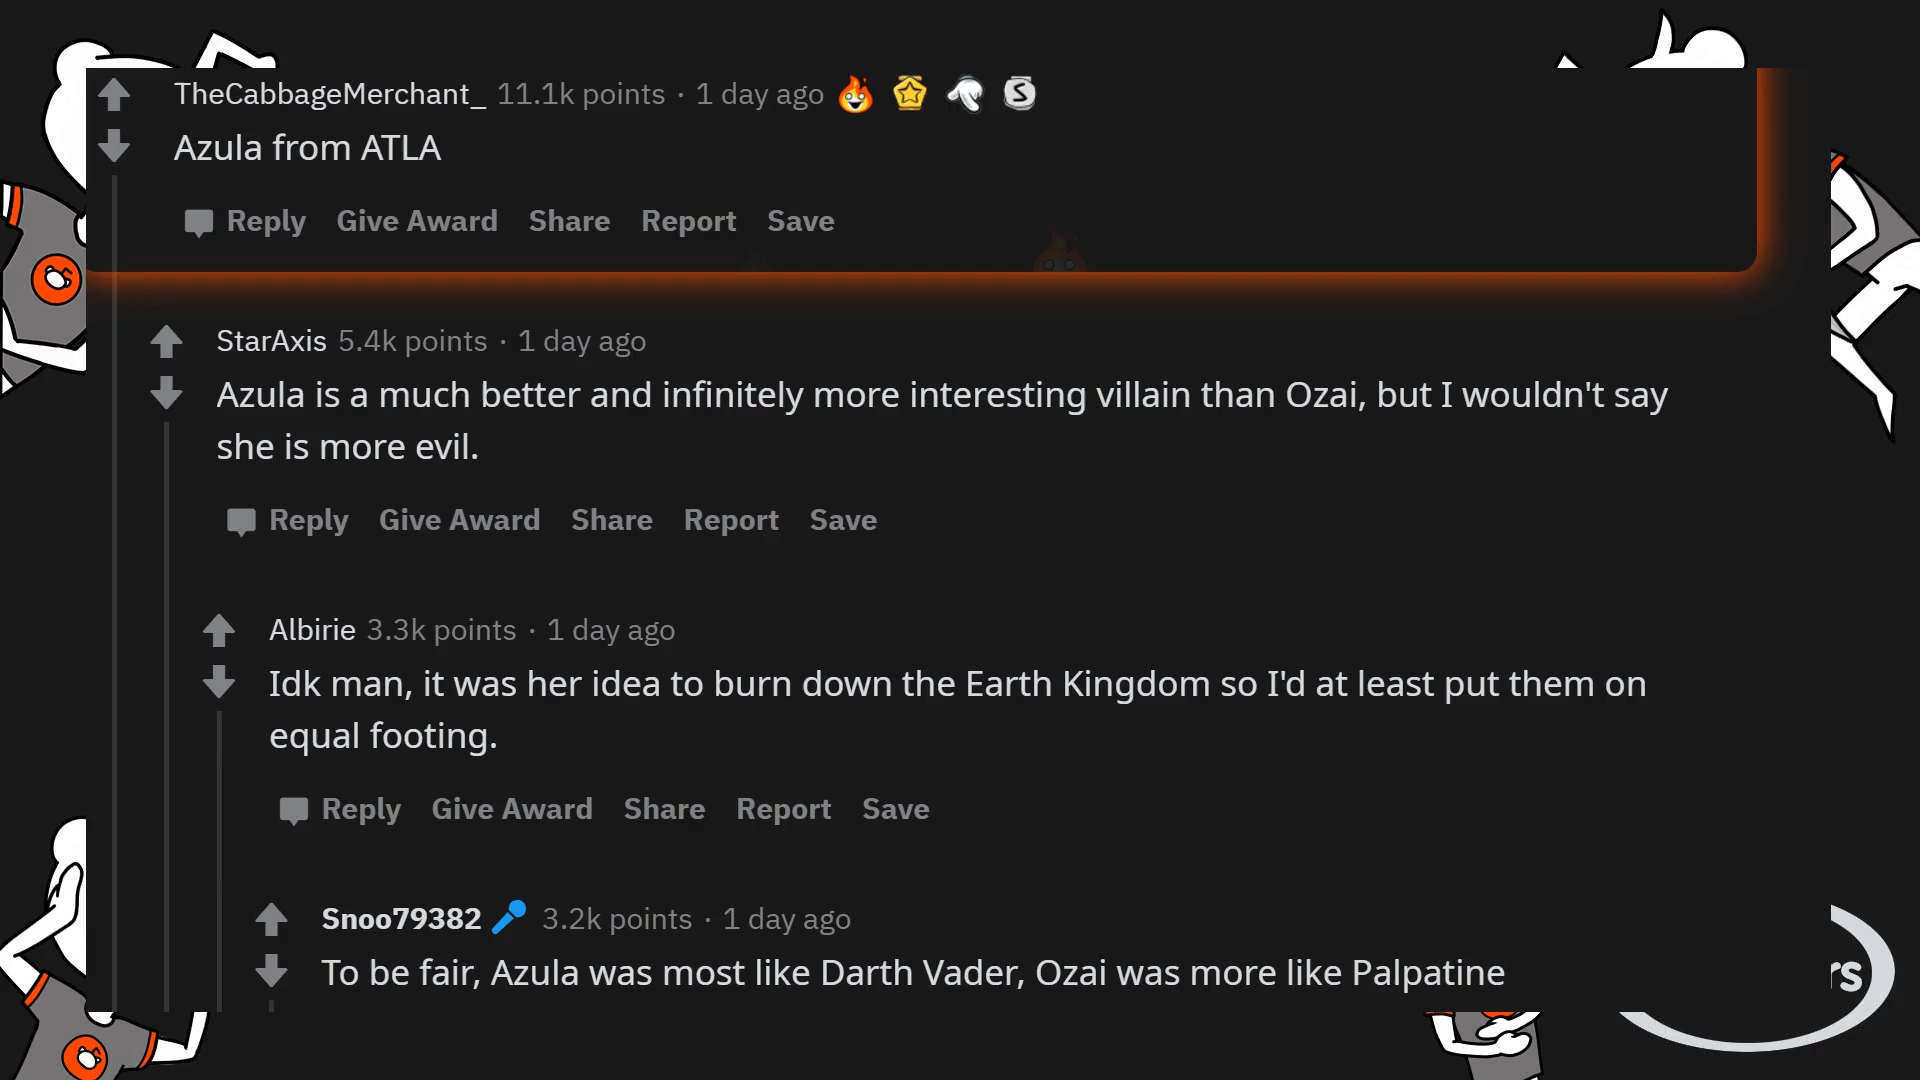 TheCabbageMerchant_ 11.1k points · 1 day ago
Azula from ATLA
Reply Give Award Share Report Save
StarAxis 5.4k points · 1 day ago
Azula is a much better and infinitely more interesting villain than Ozai, but I wouldn't say
she is more evil.
Reply Give Award Share Report Save
Albirie 3.3k points · 1 day ago
Idk man, it was her idea to burn down the Earth Kingdom so I'd at least put them on
equal footing.
Reply Give Award Share Report Save
Snoo79382 3.2k points · 1 day ago
To be fair, Azula was most like Darth Vader, Ozai was more like Palpatine